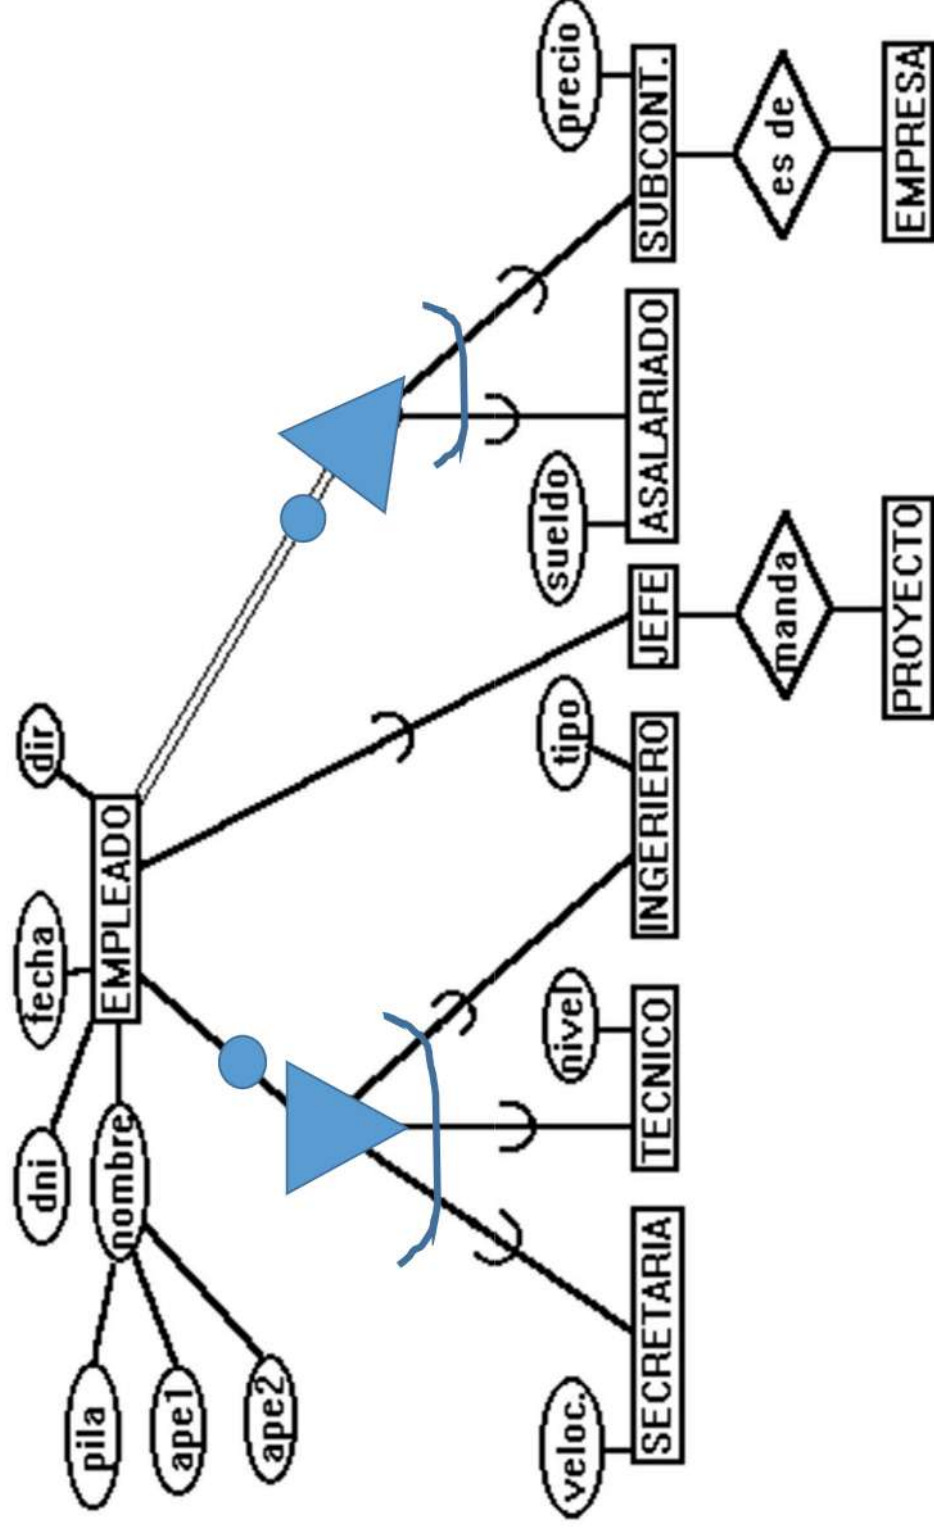 dni
fecha
dir
pila
nombre
EMPLEADO
ape1
ape2
veloc.
nivel
tipo
sueldo
precio
SECRETARIA
TECNICO
INGERIERO
JEFE
ASALARIADO
SUBCONT.
manda
es de
PROYECTO
EMPRESA